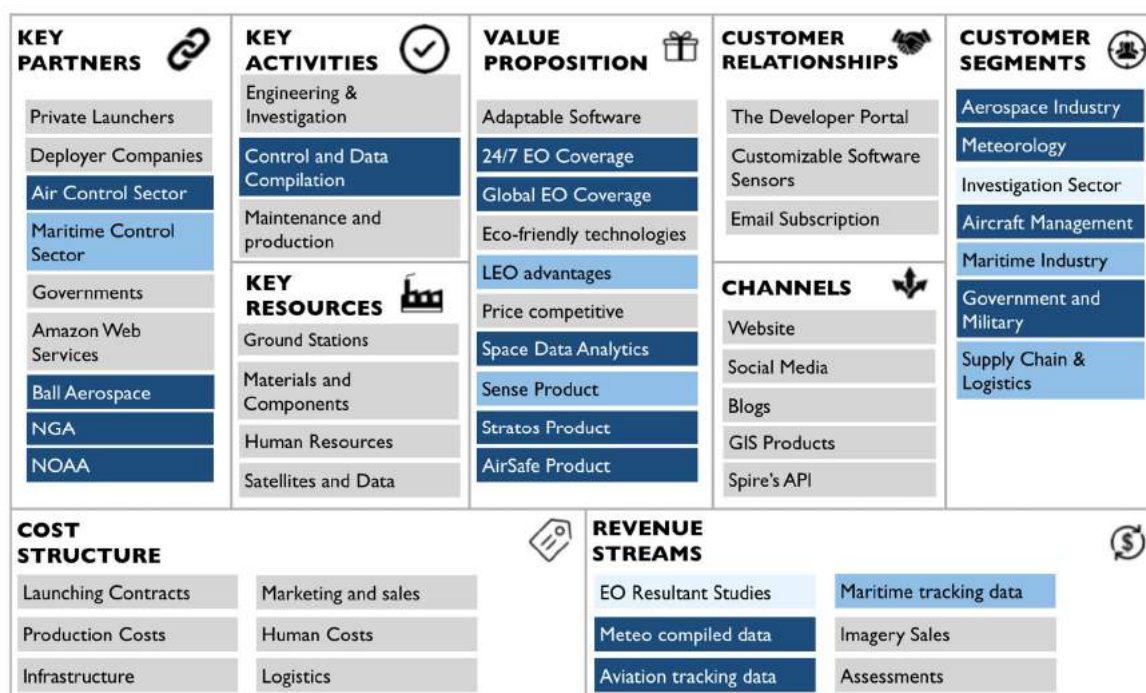 KEY
PARTNERS
Private Launchers
Deployer Companies
Air Control Sector
Maritime Control
Sector
Governments
Amazon Web
Services
Ball Aerospace
NGA
NOAA
KEY
ACTIVITIES
Engineering &
Investigation
Control and Data
Compilation
Maintenance and
production
KEY
RESOURCES
Ground Stations
Materials and
Components
Human Resources
Satellites and Data
VALUE
PROPOSITION
Adaptable Software
24/7 EO Coverage
Global EO Coverage
Eco-friendly technologies
LEO advantages
Price competitive
Space Data Analytics
Sense Product
Stratos Product
AirSafe Product
CUSTOMER
RELATIONSHIPS
The Developer Portal
Customizable Software
Sensors
Email Subscription
CHANNELS
Website
Social Media
Blogs
GIS Products
Spire's API
CUSTOMER
SEGMENTS
Aerospace Industry
Meteorology
Investigation Sector
Aircraft Management
Maritime Industry
Government and
Military
Supply Chain &
Logistics
COST
STRUCTURE
Launching Contracts
Production Costs
Infrastructure
Marketing and sales
Human Costs
Logistics
REVENUE
STREAMS
$
EO Resultant Studies
Meteo compiled data
Aviation tracking data
Maritime tracking data
Imagery Sales
Assessments